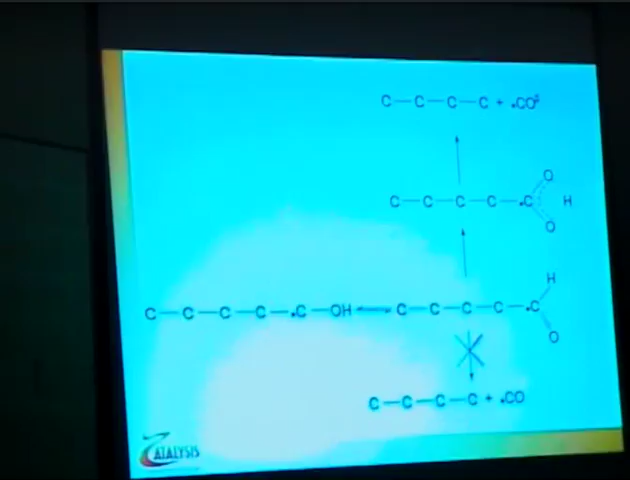 C-C-C-C + .CO2
C-C-C-C-.C
O
O
H
C-C-C-C-.C-OH
C-C-C-C-.C
H
O
C-C-C-C + .CO
CATALYSIS